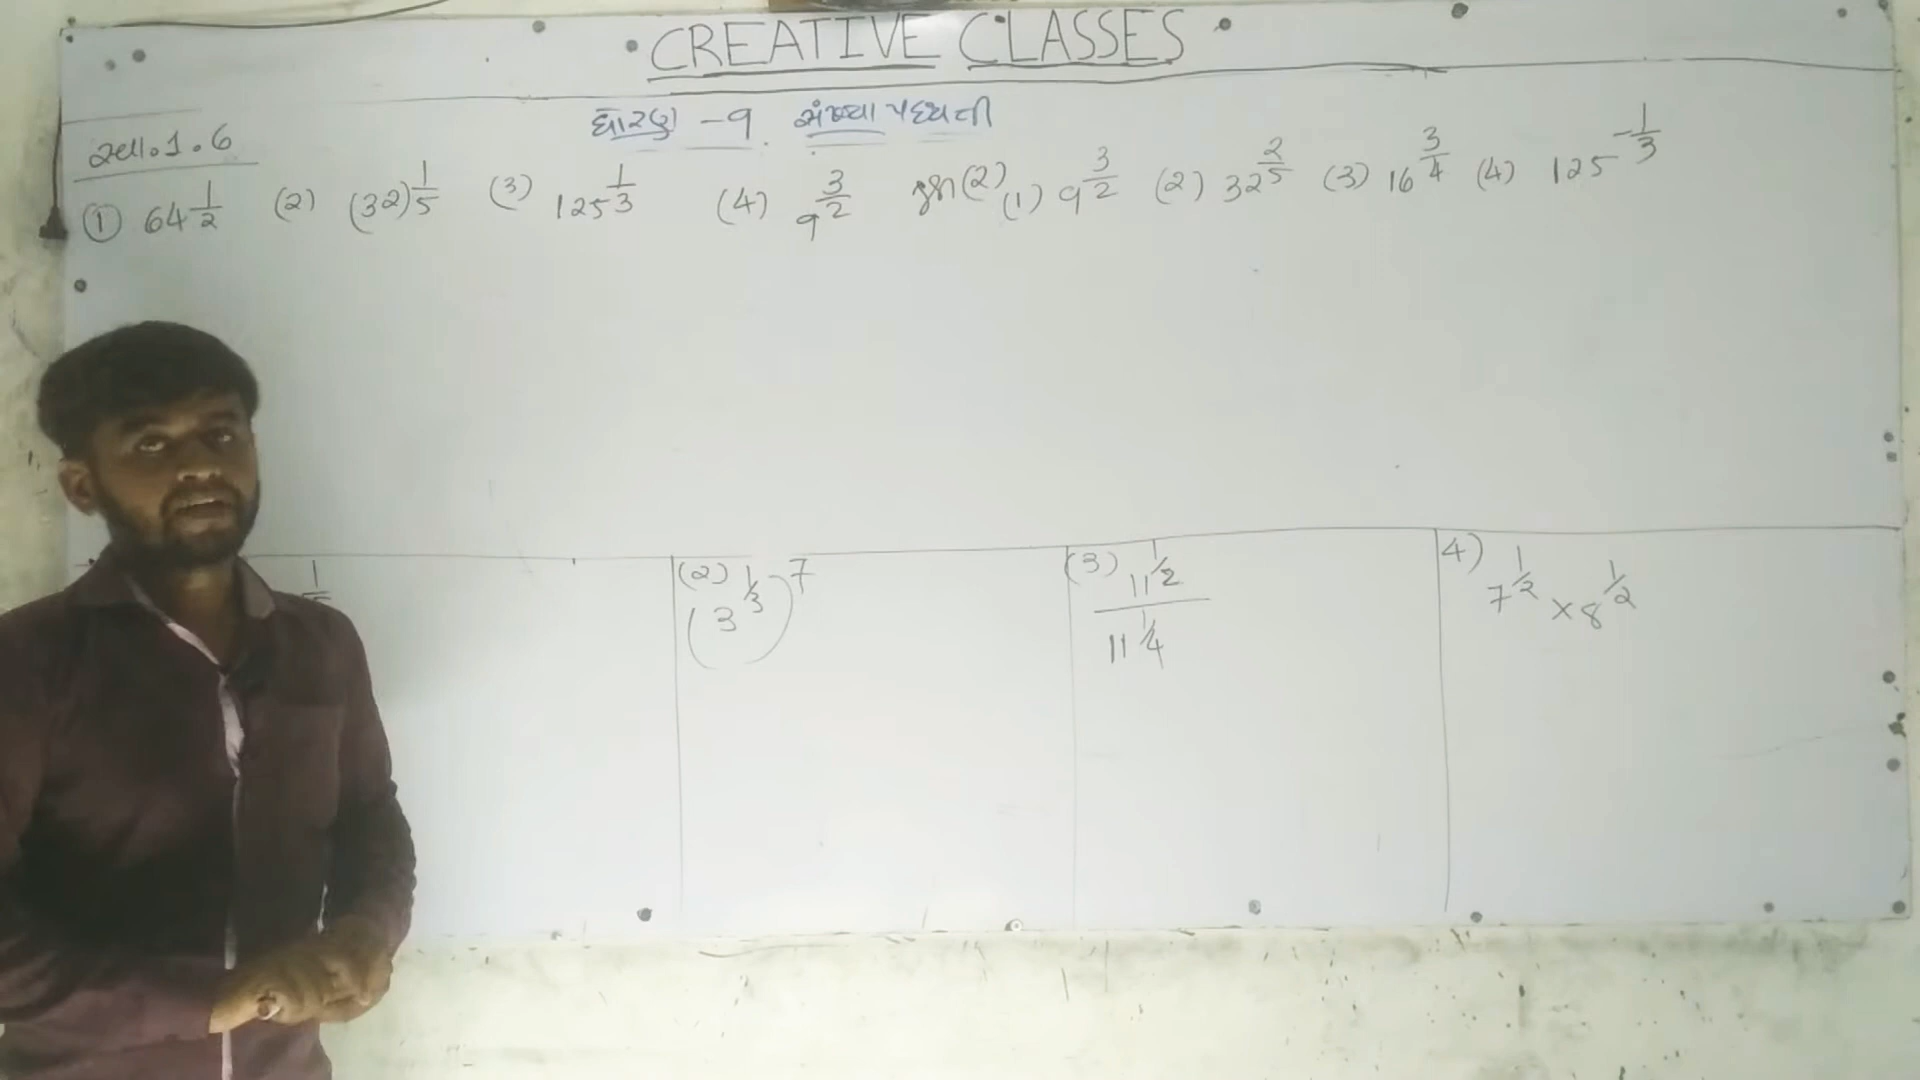 CREATIVE CLASSES
ધોરણ -૧ સંખ્યા પધ્ધતી
સ્વા.1.6
① 64^(1/2) (2) (32)^(1/5) (3) 125^(1/3) (4) 9^(3/2) (2) (1) 9^(3/2) (2) 32^(2/5) (3) 16^(3/4) (4) 125^(-1/3)
(2) (3^(1/3))^7
(3) 11^(1/2) / 11^(1/4)
4) 7^(1/2) × 8^(1/2)